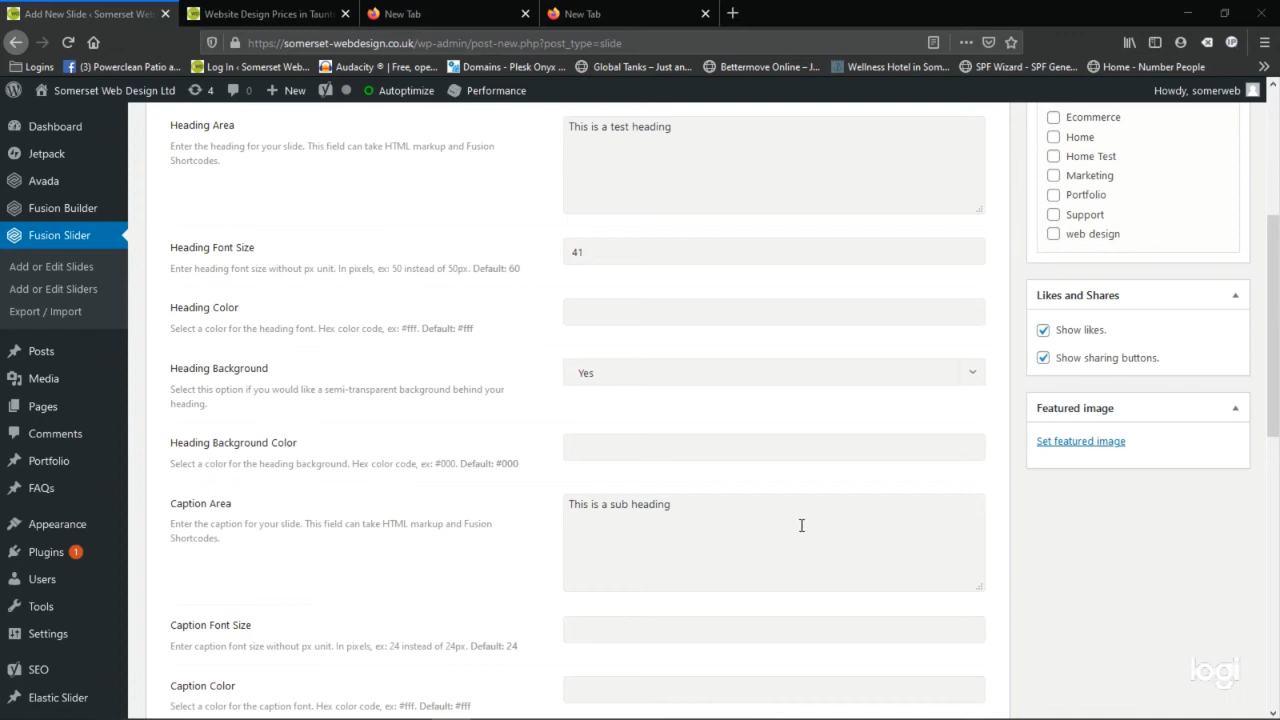 Add New Slide ‹ Somerset Web
Website Design Prices in Taunt
New Tab
New Tab
https://somerset-webdesign.co.uk/wp-admin/post-new.php?post_type=slide
Logins
(3) Powerclean Patio a...
Log In ‹ Somerset Web...
Audacity ® | Free, ope...
Domains - Plesk Onyx ...
Global Tanks – Just an...
Bettermove Online – J...
Wellness Hotel in Som...
SPF Wizard - SPF Gene...
Home - Number People
Somerset Web Design Ltd
4
0
New
Autoptimize
Performance
Howdy, somerweb
Dashboard
Jetpack
Avada
Fusion Builder
Fusion Slider
Add or Edit Slides
Add or Edit Sliders
Export / Import
Posts
Media
Pages
Comments
Portfolio
FAQs
Appearance
Plugins 1
Users
Tools
Settings
SEO
Elastic Slider
Heading Area
Enter the heading for your slide. This field can take HTML markup and Fusion
Shortcodes.
This is a test heading
Heading Font Size
Enter heading font size without px unit. In pixels, ex: 50 instead of 50px. Default: 60
41
Heading Color
Select a color for the heading font. Hex color code, ex: #fff. Default: #fff
Heading Background
Select this option if you would like a semi-transparent background behind your
heading.
Yes
Heading Background Color
Select a color for the heading background. Hex color code, ex: #000. Default: #000
Caption Area
Enter the caption for your slide. This field can take HTML markup and Fusion
Shortcodes.
This is a sub heading
Caption Font Size
Enter caption font size without px unit. In pixels, ex: 24 instead of 24px. Default: 24
Caption Color
Select a color for the caption font. Hex color code, ex: #fff. Default: #fff
Ecommerce
Home
Home Test
Marketing
Portfolio
Support
web design
Likes and Shares
Show likes.
Show sharing buttons.
Featured image
Set featured image
logi